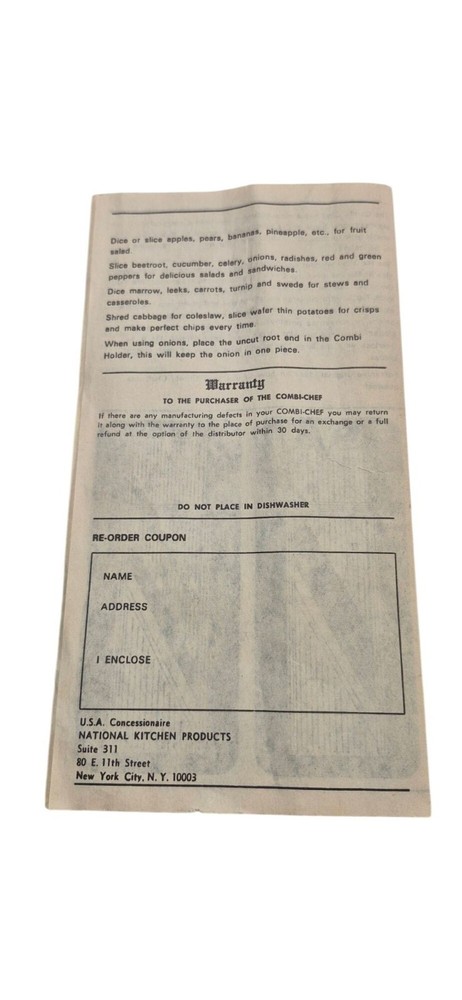 Dice or slice apples, pears, bananas, pineapple, etc., for fruit
salad.
Slice beetroot, cucumber, celery, onions, radishes, red and green
peppers for delicious salads and sandwiches.
Dice marrow, leeks, carrots, turnip and swede for stews and
casseroles.
Shred cabbage for coleslaw, slice wafer thin potatoes for crisps
and make perfect chips every time.
When using onions, place the uncut root end in the Combi
Holder, this will keep the onion in one piece.
Warranty
TO THE PURCHASER OF THE COMBI-CHEF
If there are any manufacturing defects in your COMBI-CHEF you may return
it along with the warranty to the place of purchase for an exchange or a full
refund at the option of the distributor within 30 days.
DO NOT PLACE IN DISHWASHER
RE-ORDER COUPON
NAME
ADDRESS
I ENCLOSE
U.S.A. Concessionaire
NATIONAL KITCHEN PRODUCTS
Suite 311
80 E. 11th Street
New York City, N. Y. 10003